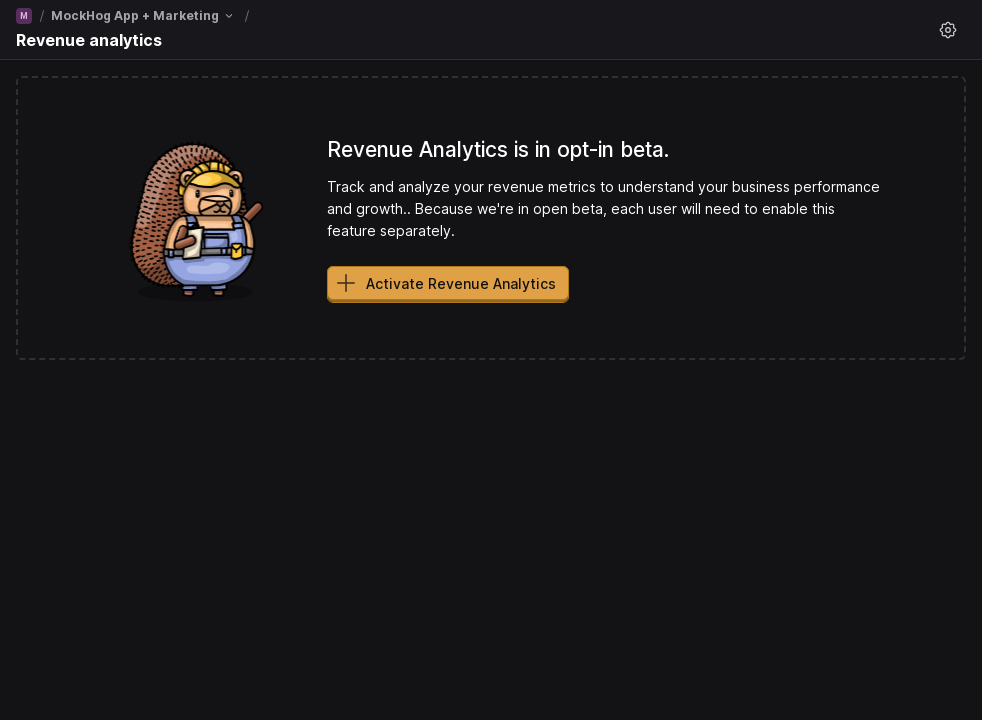 M / MockHog App + Marketing /
Revenue analytics
Revenue Analytics is in opt-in beta.
Track and analyze your revenue metrics to understand your business performance
and growth.. Because we're in open beta, each user will need to enable this
feature separately.
Activate Revenue Analytics